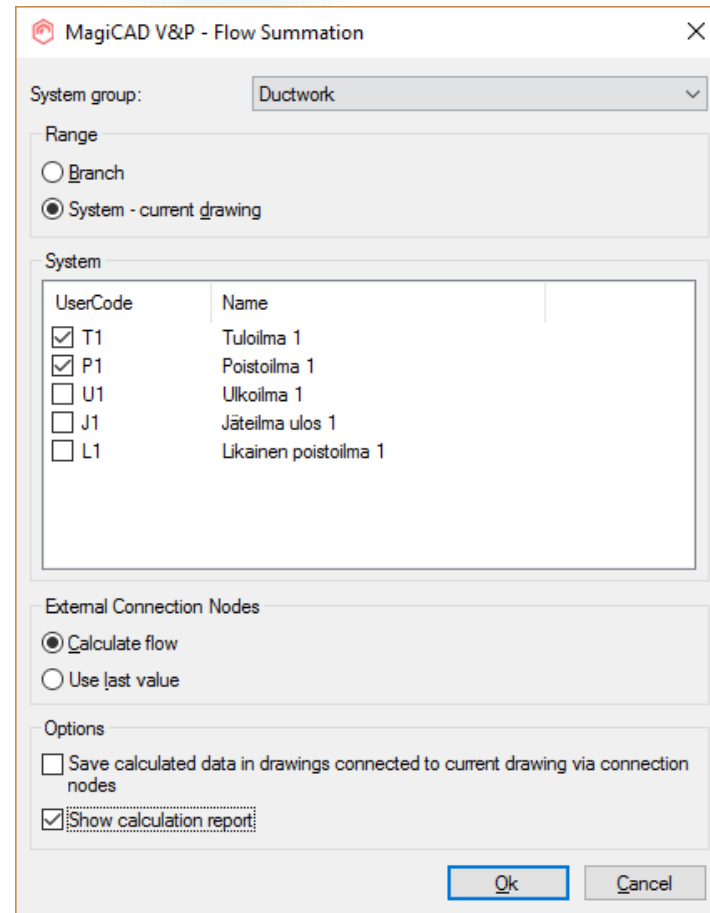 MagiCAD V&P - Flow Summation
System group: Ductwork
Range
Branch
System - current drawing
System
UserCode Name
T1 Tuloilma 1
P1 Poistoilma 1
U1 Ulkoilma 1
J1 Jäteilma ulos 1
L1 Likainen poistoilma 1
External Connection Nodes
Calculate flow
Use last value
Options
Save calculated data in drawings connected to current drawing via connection
nodes
Show calculation report
Ok Cancel